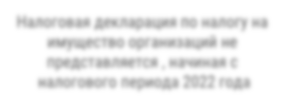 Налоговая декларация по налогу на
имущество организаций не
представляется , начиная с
налогового периода 2022 года